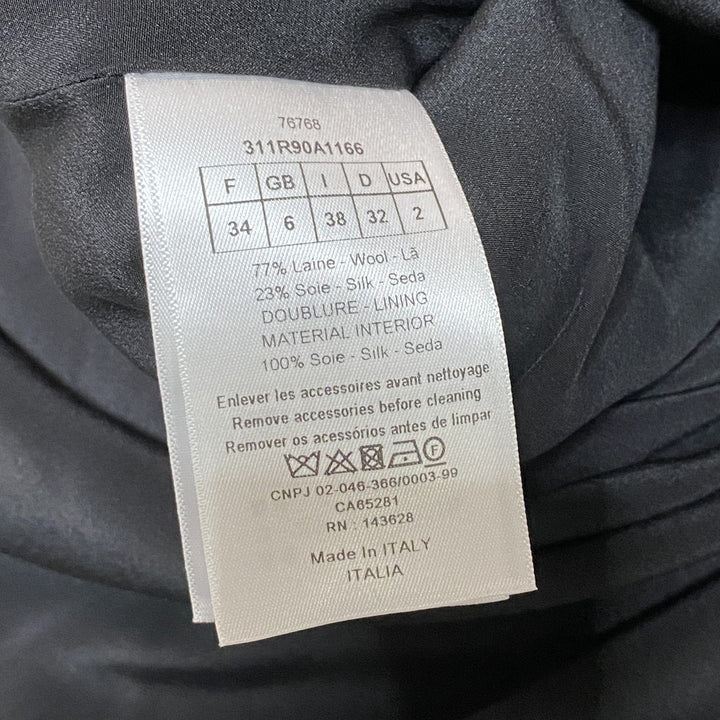 76768
311R90A1166
F GB I D USA
34 6 38 32 2
77% Laine - Wool - Lã
23% Soie - Silk - Seda
DOUBLURE - LINING
MATERIAL INTERIOR
100% Soie - Silk - Seda
Enlever les accessoires avant nettoyage
Remove accessories before cleaning
Remover os acessórios antes de limpar
F
CNPJ 02-046-366/0003-99
CA65281
RN : 143628
Made In ITALY
ITALIA